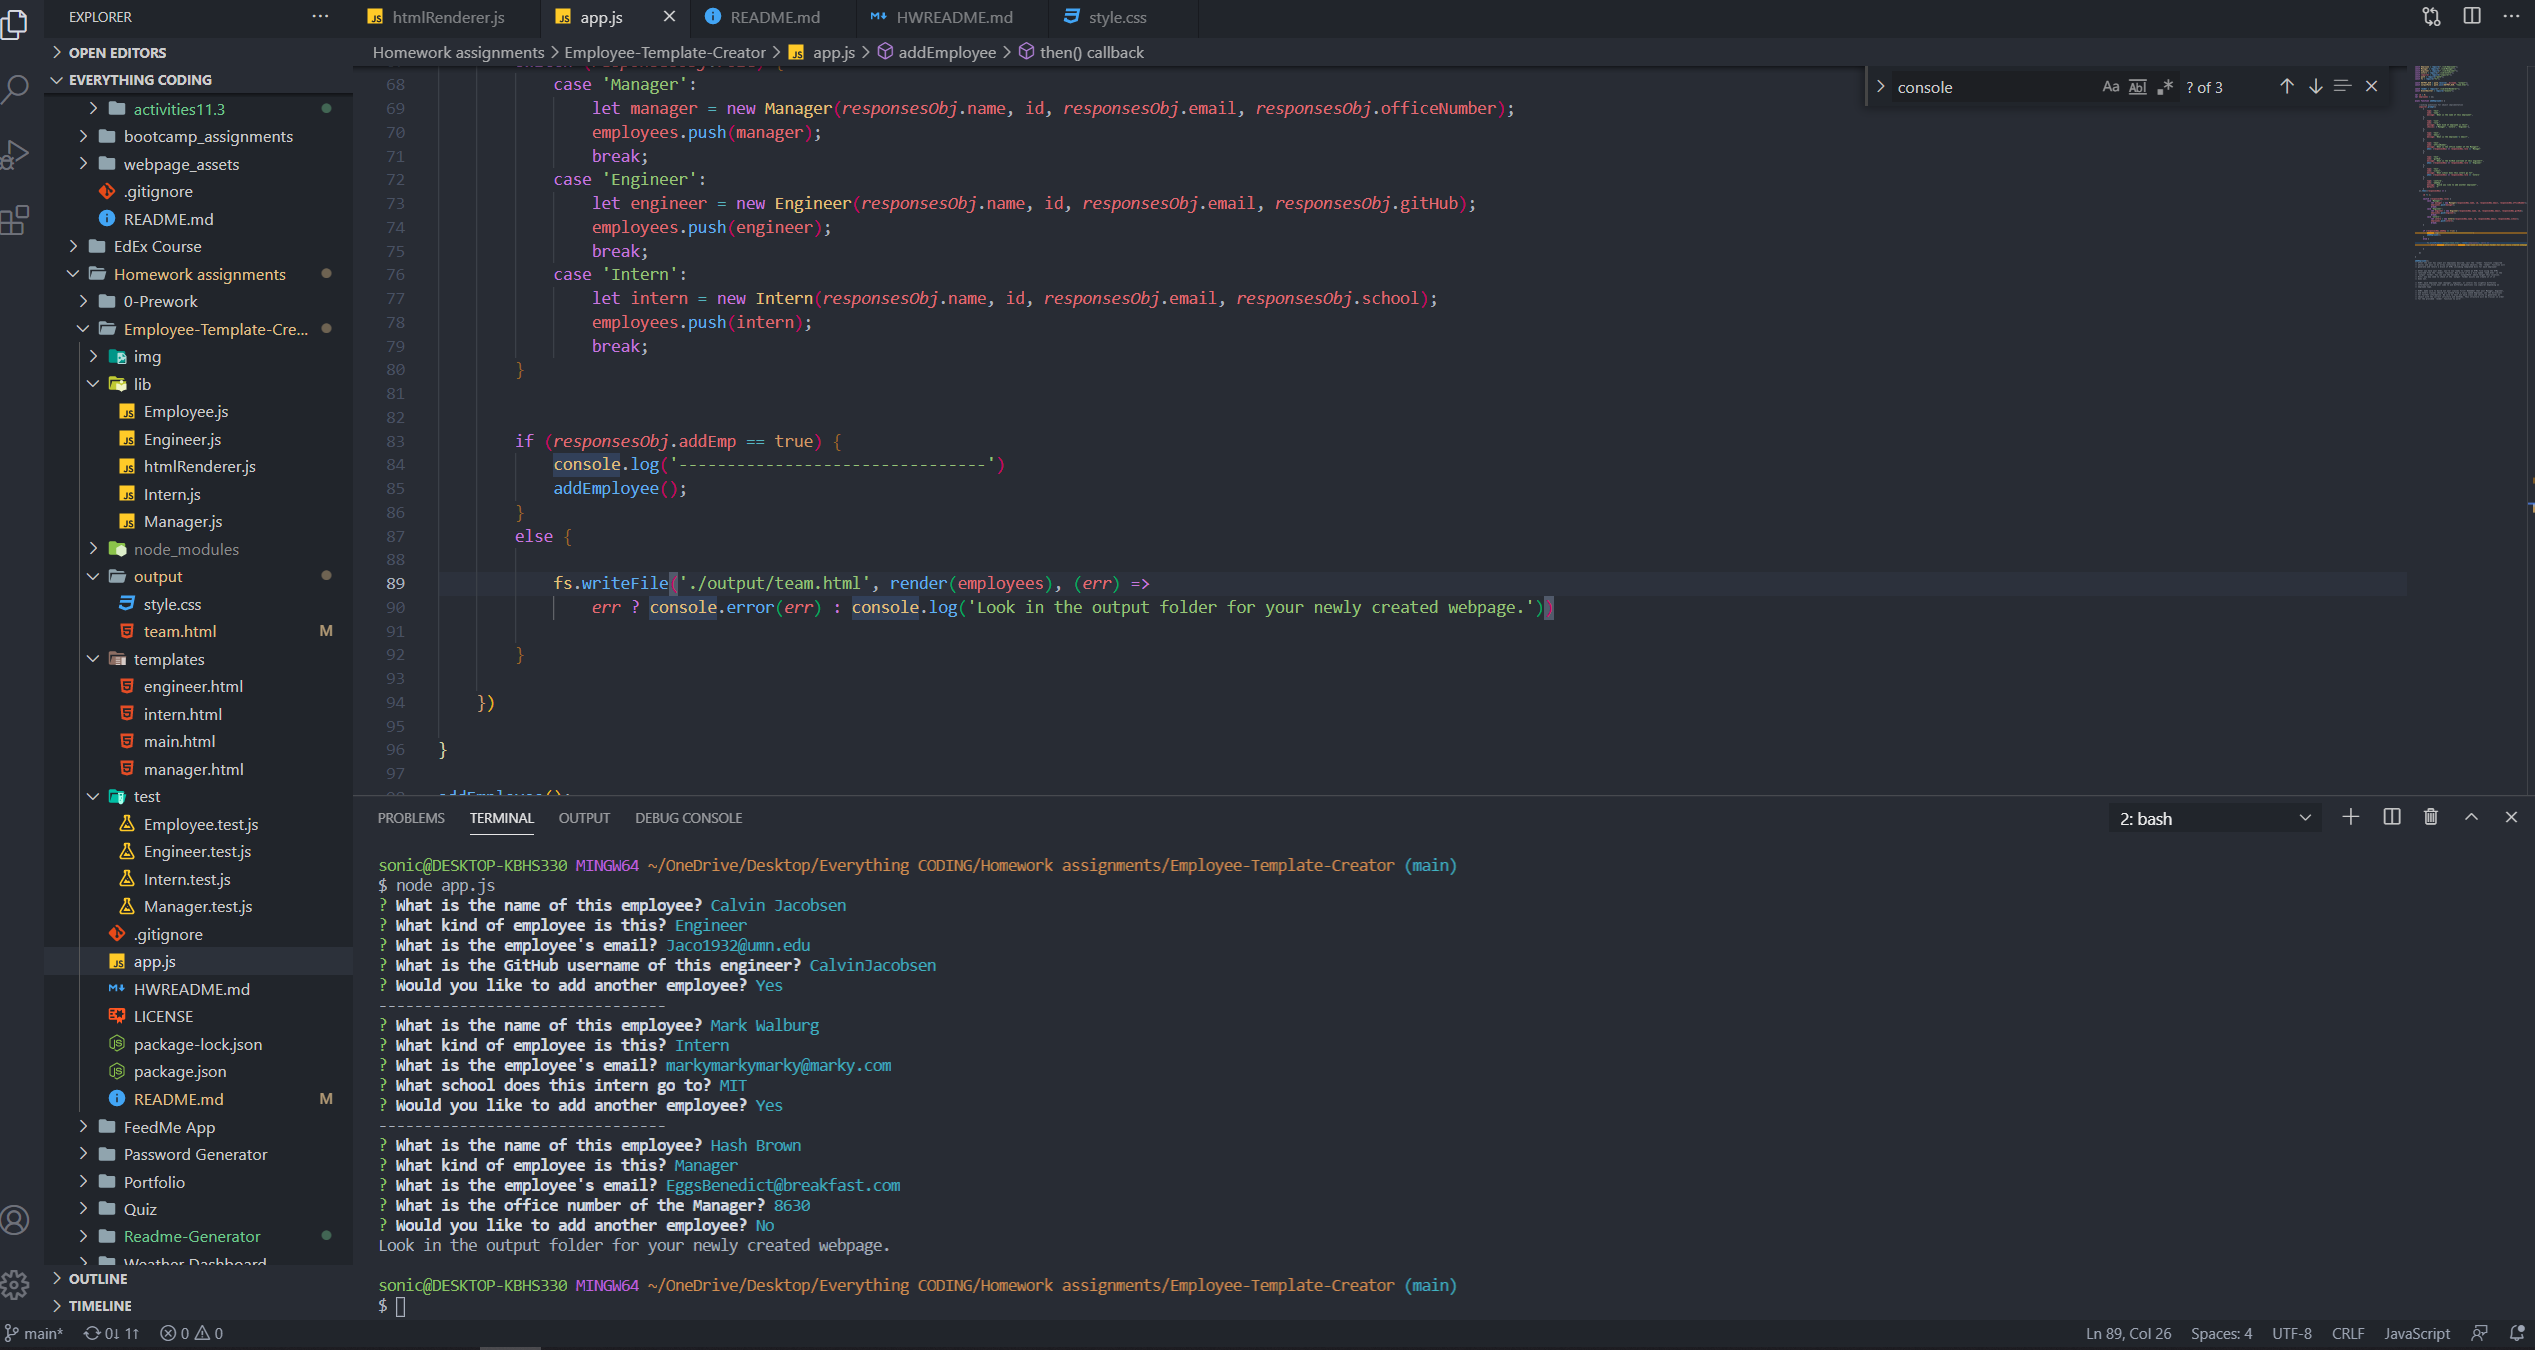 EXPLORER
OPEN EDITORS
EVERYTHING CODING
activities11.3
bootcamp_assignments
webpage_assets
.gitignore
README.md
EdEx Course
Homework assignments
0-Prework
Employee-Template-Cre...
img
lib
Employee.js
Engineer.js
htmlRenderer.js
Intern.js
Manager.js
node_modules
output
style.css
team.html M
templates
engineer.html
intern.html
main.html
manager.html
test
Employee.test.js
Engineer.test.js
Intern.test.js
Manager.test.js
.gitignore
app.js
HWREADME.md
LICENSE
package-lock.json
package.json
README.md M
FeedMe App
Password Generator
Portfolio
Quiz
Readme-Generator
Weather Dashboard
OUTLINE
TIMELINE
htmlRenderer.js app.js README.md HWREADME.md style.css
Homework assignments > Employee-Template-Creator > app.js > addEmployee > then() callback
console Aa Abl .* ? of 3
68 case 'Manager':
69 let manager = new Manager(responsesObj.name, id, responsesObj.email, responsesObj.officeNumber);
70 employees.push(manager);
71 break;
72 case 'Engineer':
73 let engineer = new Engineer(responsesObj.name, id, responsesObj.email, responsesObj.gitHub);
74 employees.push(engineer);
75 break;
76 case 'Intern':
77 let intern = new Intern(responsesObj.name, id, responsesObj.email, responsesObj.school);
78 employees.push(intern);
79 break;
80 }
81
82
83 if (responsesObj.addEmp == true) {
84 console.log('--------------------------------')
85 addEmployee();
86 }
87 else {
88
89 fs.writeFile('./output/team.html', render(employees), (err) =>
90 err ? console.error(err) : console.log('Look in the output folder for your newly created webpage.'))
91
92 }
93
94 })
95
96 }
97
98 addEmployee();
PROBLEMS TERMINAL OUTPUT DEBUG CONSOLE 2: bash
sonic@DESKTOP-KBHS330 MINGW64 ~/OneDrive/Desktop/Everything CODING/Homework assignments/Employee-Template-Creator (main)
$ node app.js
? What is the name of this employee? Calvin Jacobsen
? What kind of employee is this? Engineer
? What is the employee's email? Jaco1932@umn.edu
? What is the GitHub username of this engineer? CalvinJacobsen
? Would you like to add another employee? Yes
--------------------------------
? What is the name of this employee? Mark Walburg
? What kind of employee is this? Intern
? What is the employee's email? markymarkymarky@marky.com
? What school does this intern go to? MIT
? Would you like to add another employee? Yes
--------------------------------
? What is the name of this employee? Hash Brown
? What kind of employee is this? Manager
? What is the employee's email? EggsBenedict@breakfast.com
? What is the office number of the Manager? 8630
? Would you like to add another employee? No
Look in the output folder for your newly created webpage.
sonic@DESKTOP-KBHS330 MINGW64 ~/OneDrive/Desktop/Everything CODING/Homework assignments/Employee-Template-Creator (main)
$
main* 0↓ 1↑ 0 0 Ln 89, Col 26 Spaces: 4 UTF-8 CRLF JavaScript